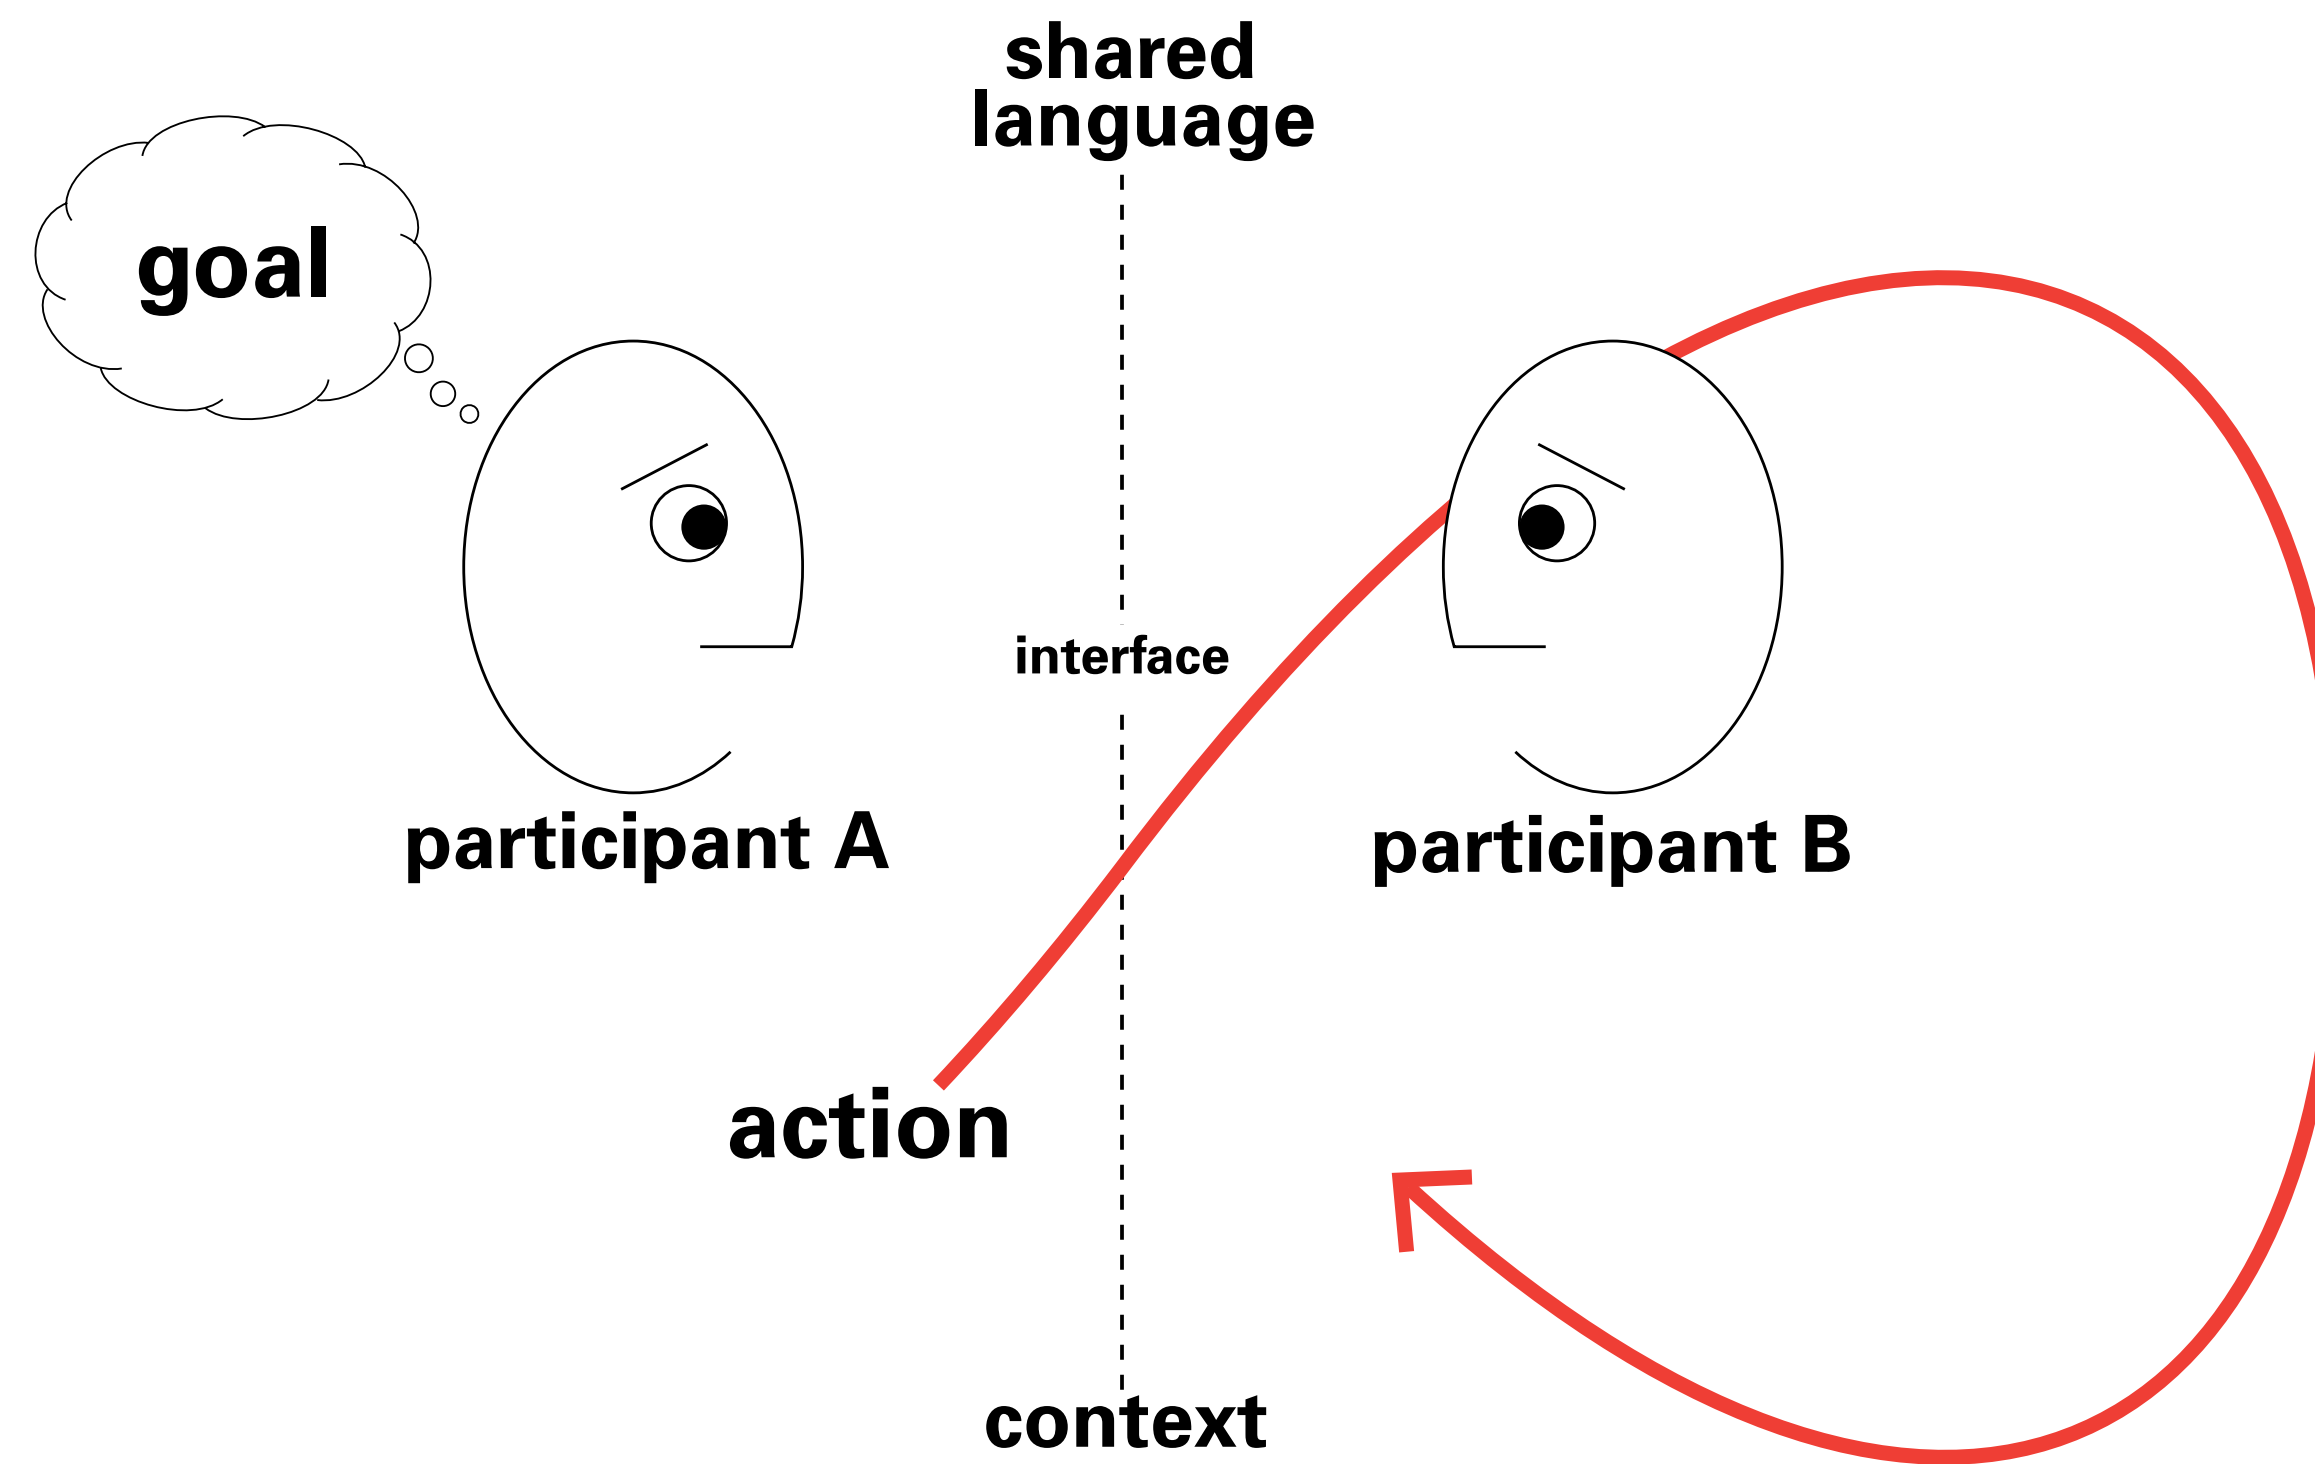 shared
language
goal
interface
participant A
participant B
action
context